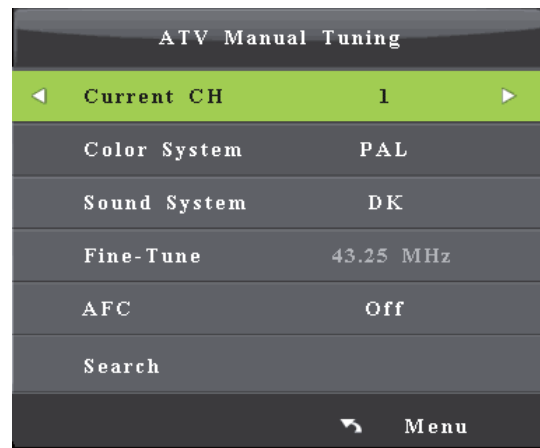 ATV Manual Tuning
Current CH 1
Color System PAL
Sound System DK
Fine-Tune 43.25 MHz
AFC Off
Search
Menu